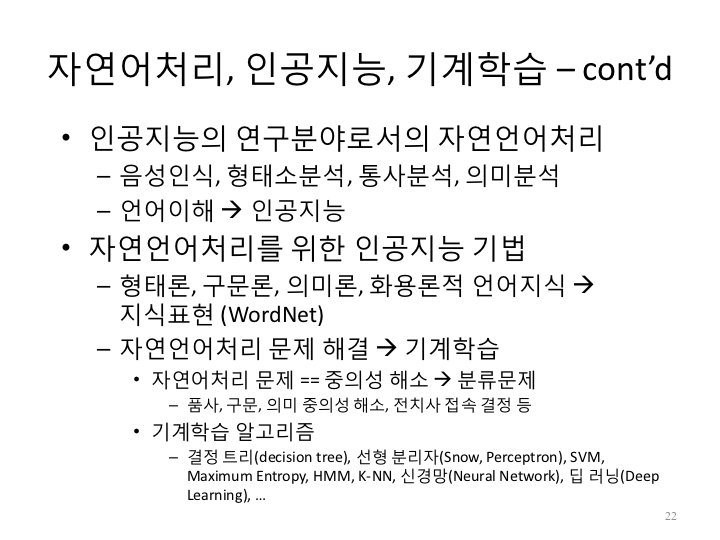 자연어처리, 인공지능, 기계학습 – cont’d
• 인공지능의 연구분야로서의 자연언어처리
– 음성인식, 형태소분석, 통사분석, 의미분석
– 언어이해 → 인공지능
• 자연언어처리를 위한 인공지능 기법
– 형태론, 구문론, 의미론, 화용론적 언어지식 →
지식표현 (WordNet)
– 자연언어처리 문제 해결 → 기계학습
• 자연어처리 문제 == 중의성 해소 → 분류문제
– 품사, 구문, 의미 중의성 해소, 전치사 접속 결정 등
• 기계학습 알고리즘
– 결정 트리(decision tree), 선형 분리자(Snow, Perceptron), SVM,
Maximum Entropy, HMM, K-NN, 신경망(Neural Network), 딥 러닝(Deep
Learning), …
22